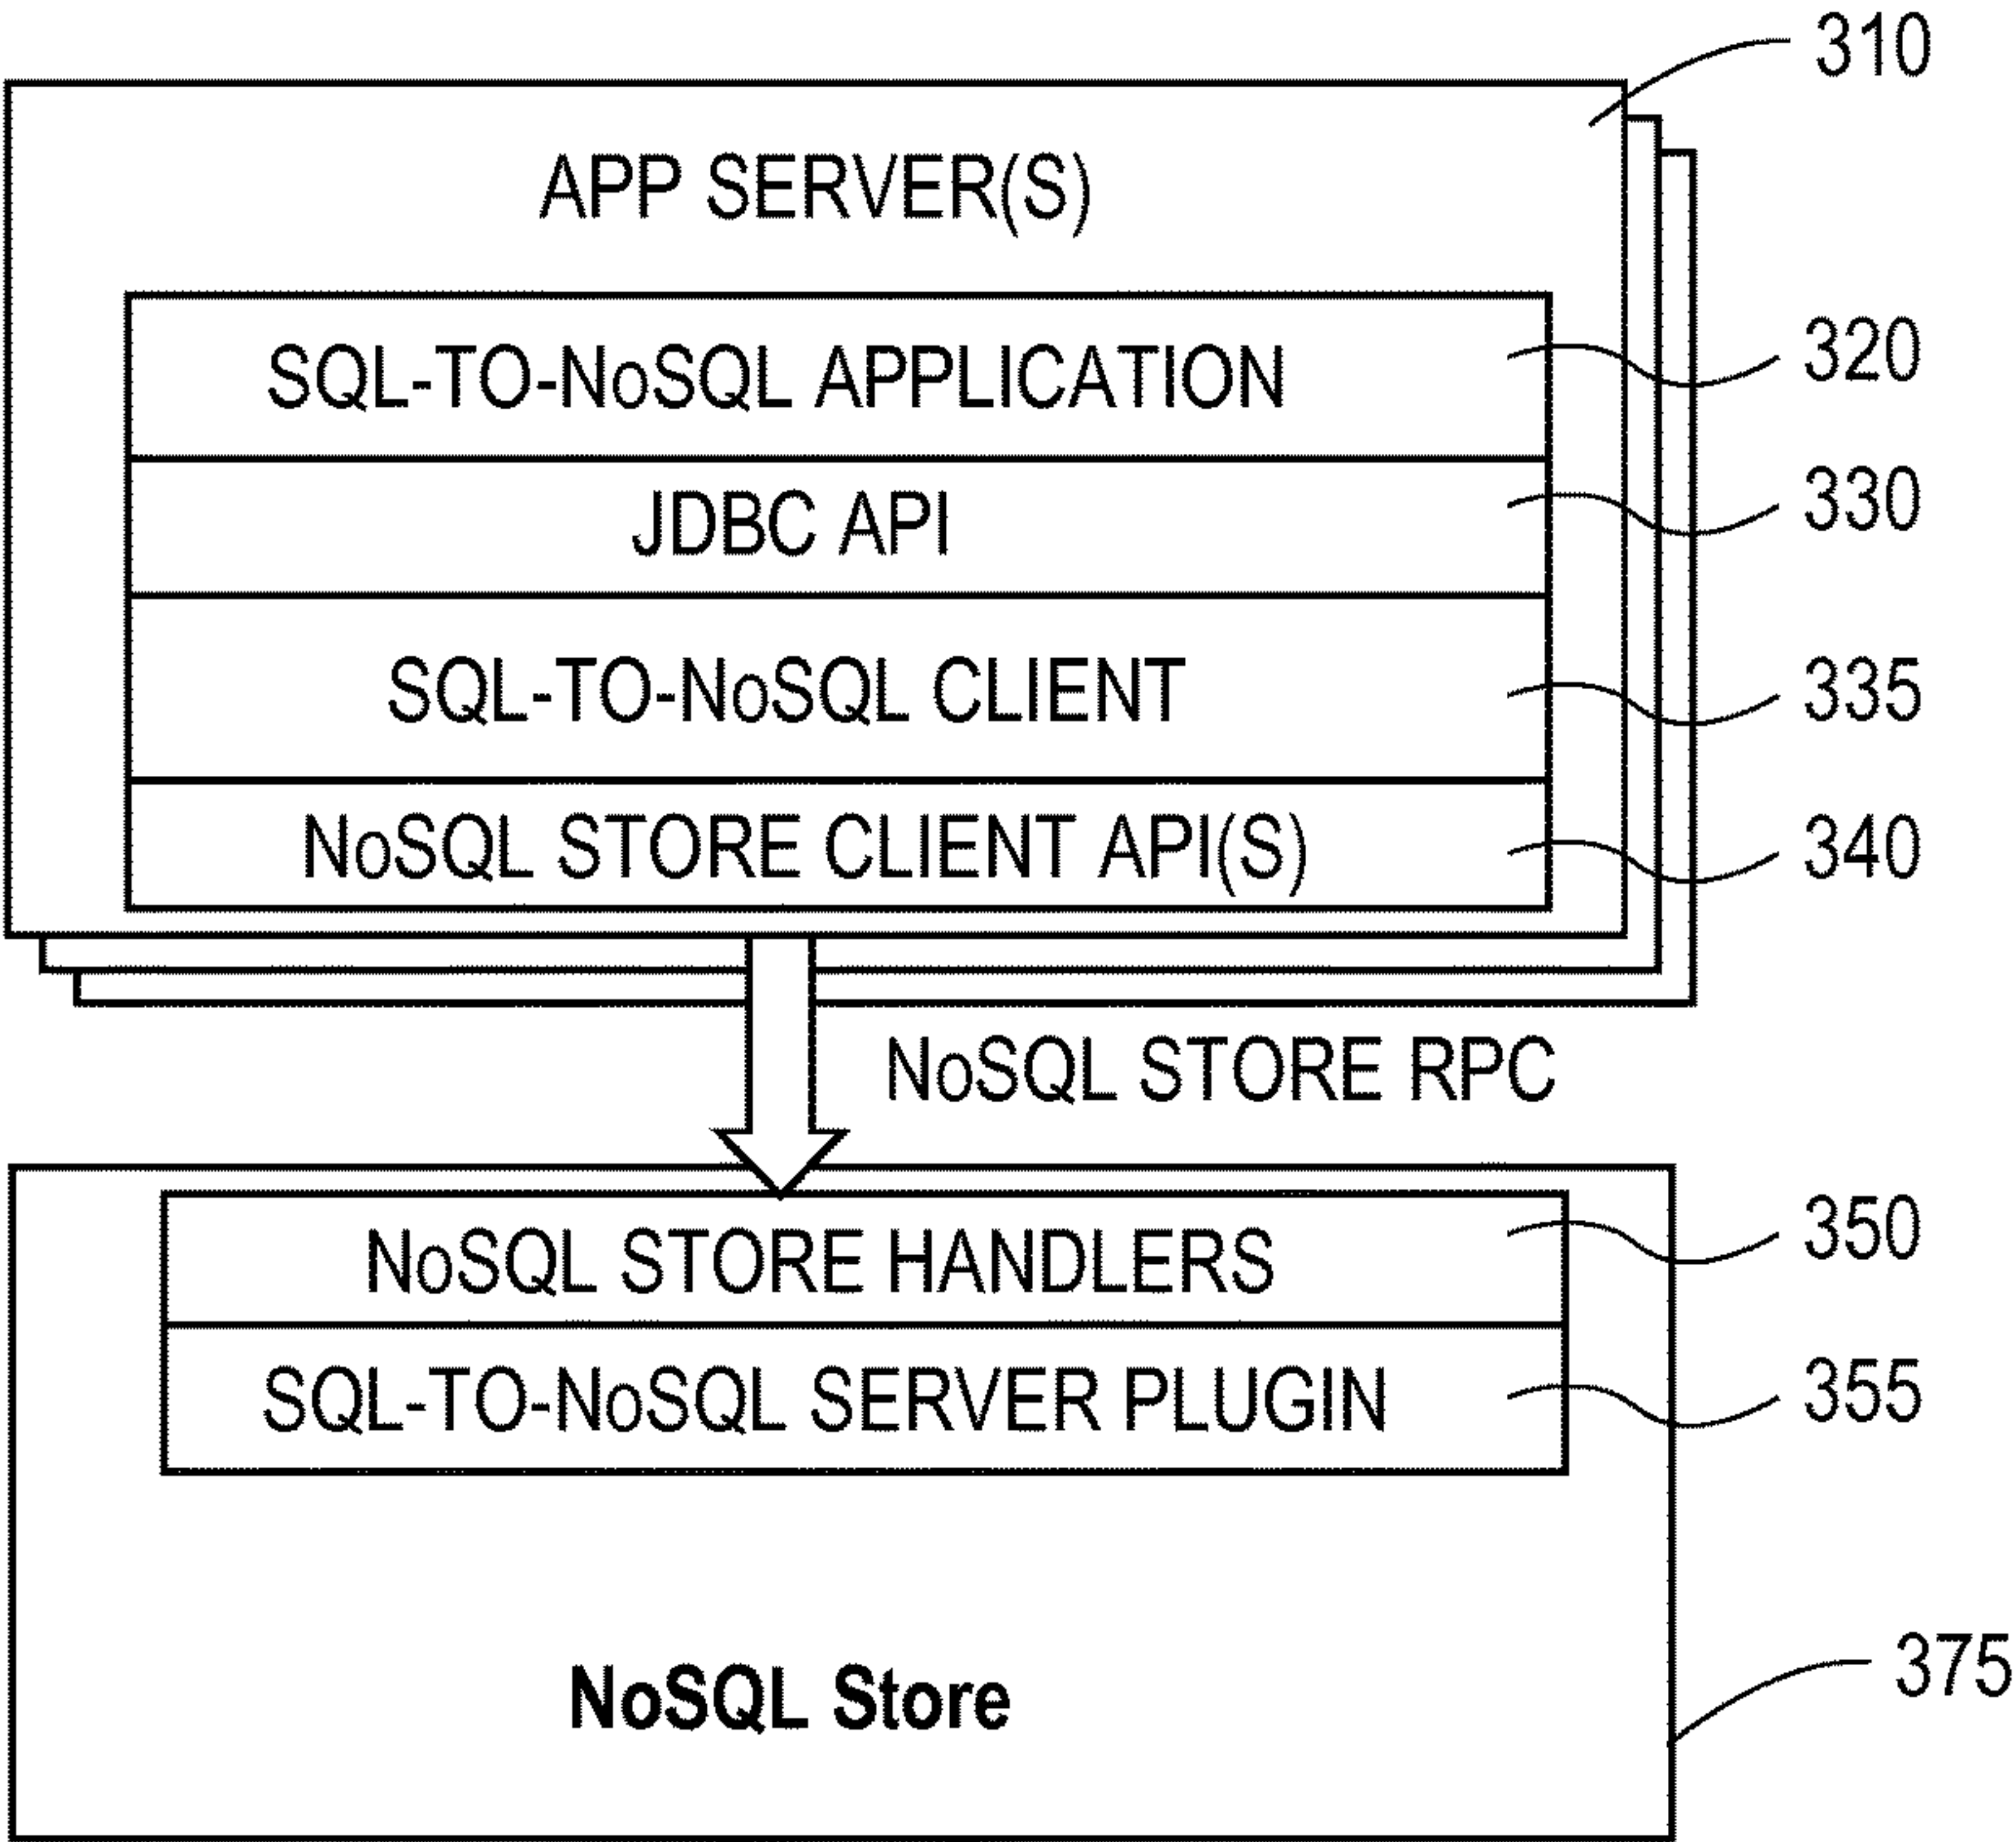 310
APP SERVER(S)
SQL-TO-NoSQL APPLICATION 320
JDBC API 330
SQL-TO-NoSQL CLIENT 335
NoSQL STORE CLIENT API(S) 340
NoSQL STORE RPC
NoSQL STORE HANDLERS 350
SQL-TO-NoSQL SERVER PLUGIN 355
NoSQL Store 375